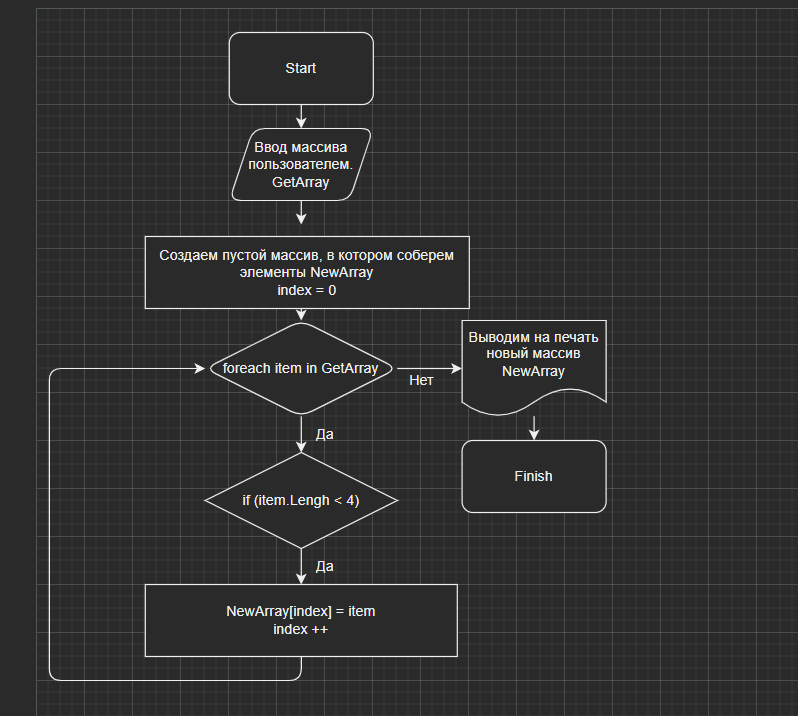 Start
Ввод массива
пользователем.
GetArray
Создаем пустой массив, в котором соберем
элементы NewArray
index = 0
foreach item in GetArray
Нет
Выводим на печать
новый массив
NewArray
Да
Finish
if (item.Lengh < 4)
Да
NewArray[index] = item
index ++